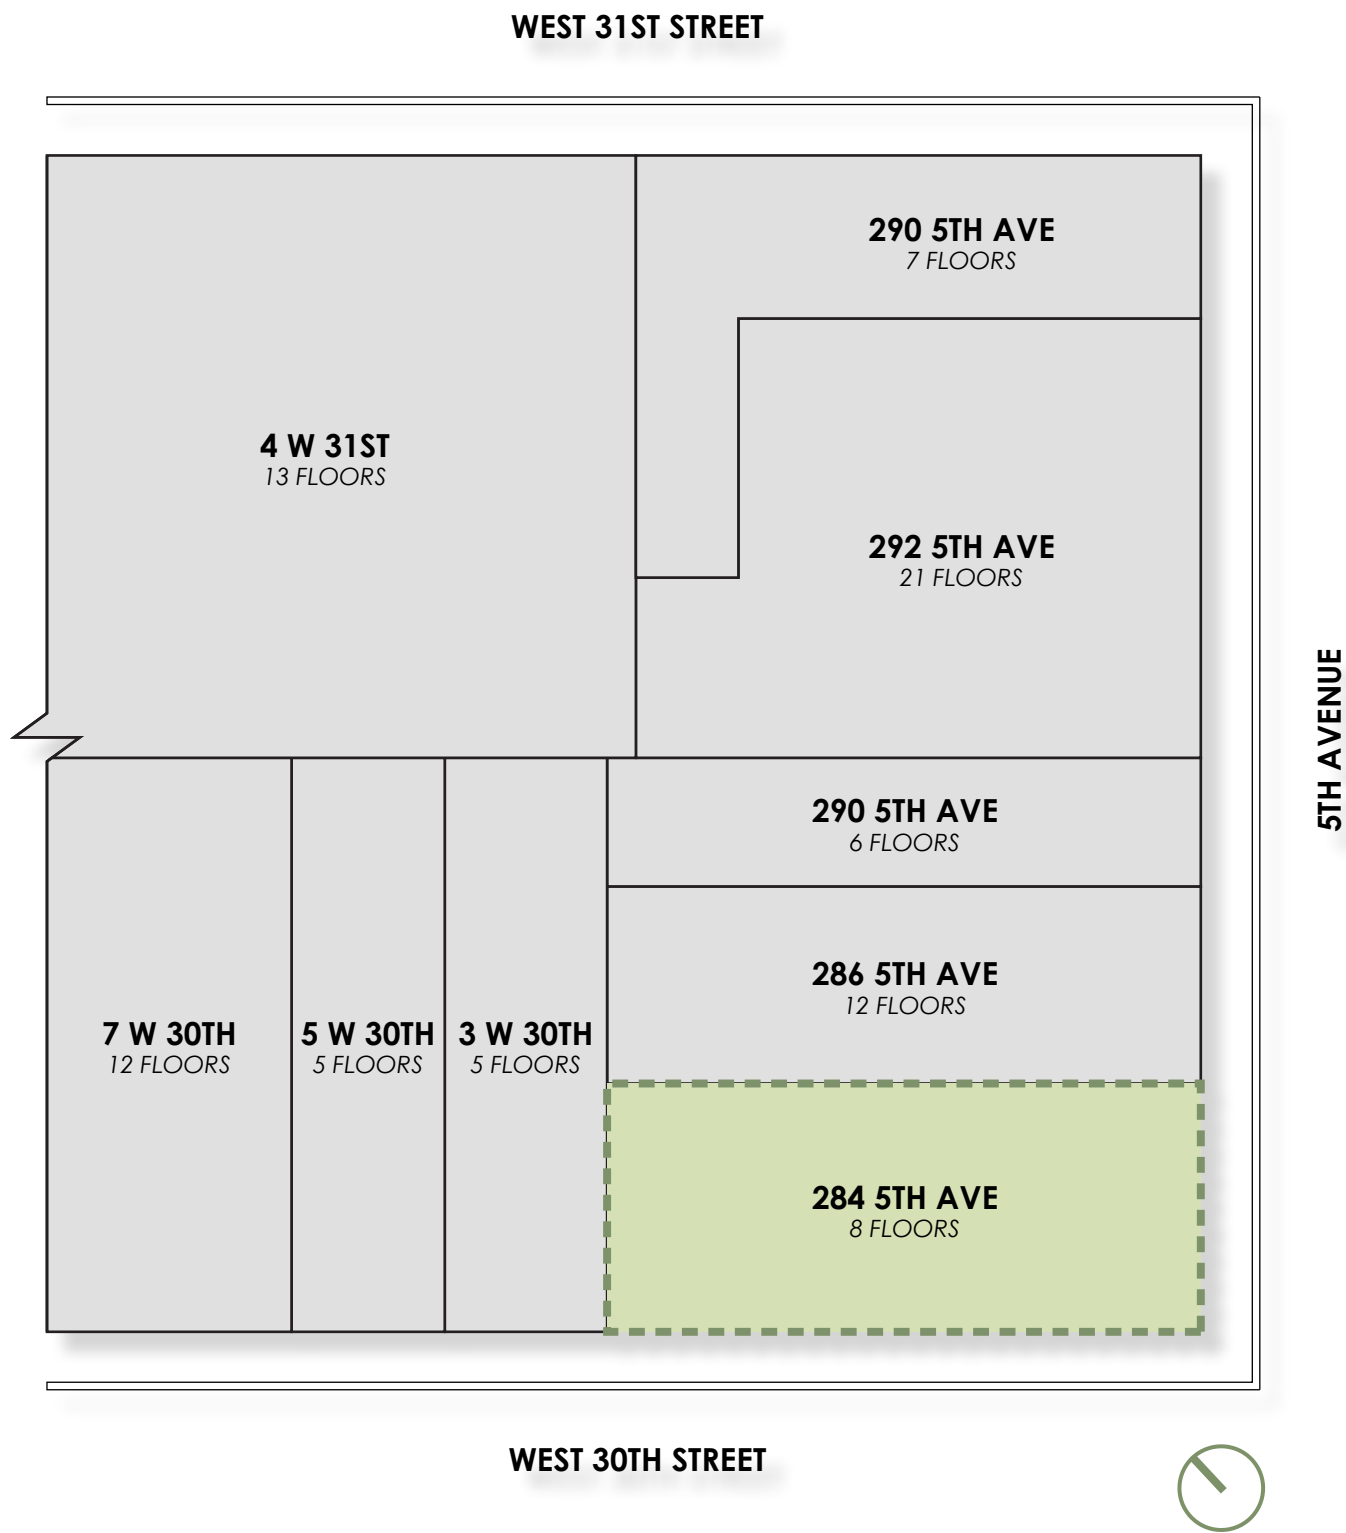 WEST 31ST STREET
290 5TH AVE
7 FLOORS
4 W 31ST
13 FLOORS
292 5TH AVE
21 FLOORS
5TH AVENUE
290 5TH AVE
6 FLOORS
286 5TH AVE
12 FLOORS
7 W 30TH
12 FLOORS
5 W 30TH
5 FLOORS
3 W 30TH
5 FLOORS
284 5TH AVE
8 FLOORS
WEST 30TH STREET